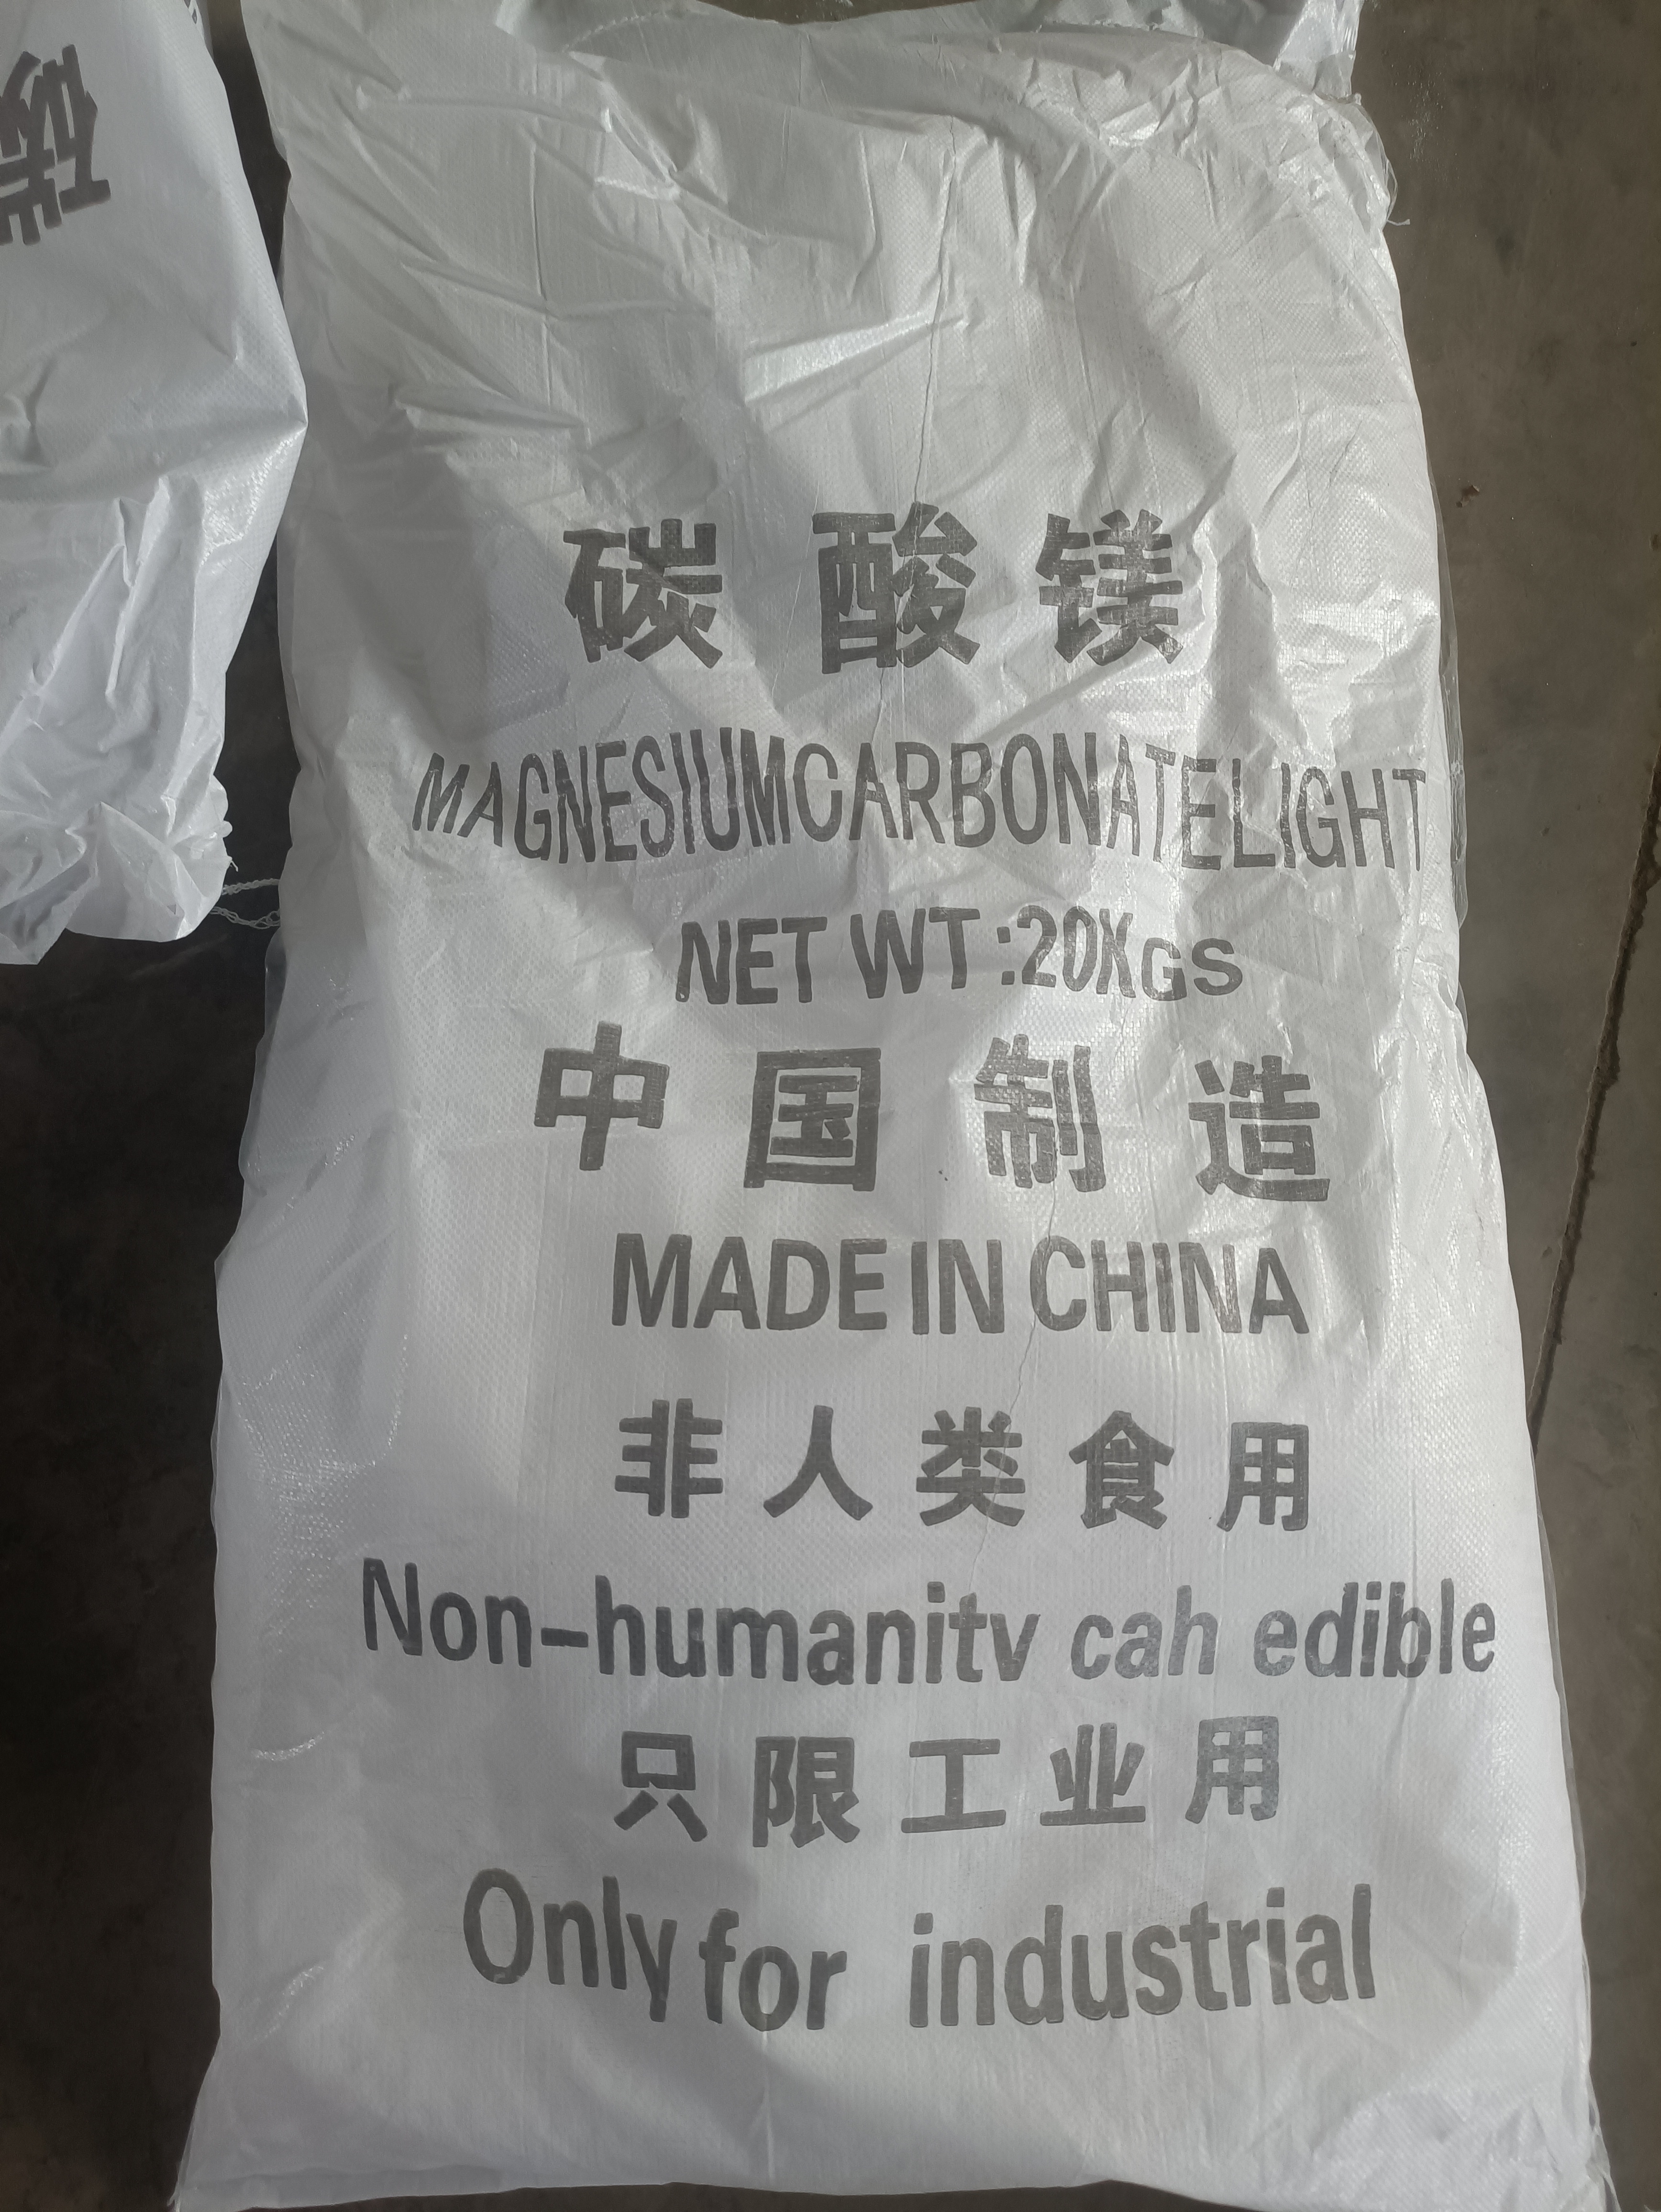 碳酸镁
MAGNESIUMCARBONATELIGHT
NET WT:20KGS
中国制造
MADE IN CHINA
非人类食用
Non-humanitv cah edible
只限工业用
Only for industrial
碳